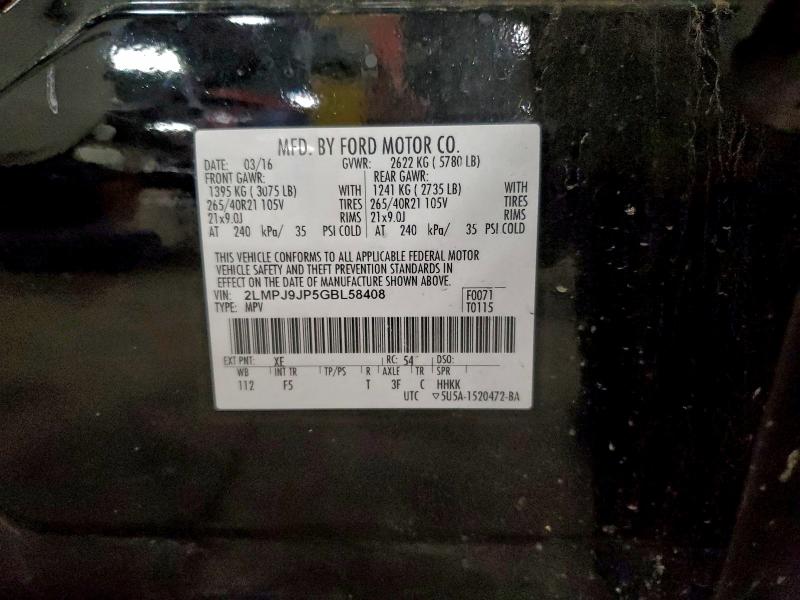 MFD. BY FORD MOTOR CO.
DATE: 03/16 GVWR: 2622 KG ( 5780 LB)
FRONT GAWR: REAR GAWR:
1395 KG ( 3075 LB) WITH 1241 KG ( 2735 LB) WITH
265/40R21 105V TIRES 265/40R21 105V TIRES
21x9.0J RIMS 21x9.0J RIMS
AT 240 kPa/ 35 PSI COLD AT 240 kPa/ 35 PSI COLD
THIS VEHICLE CONFORMS TO ALL APPLICABLE FEDERAL MOTOR
VEHICLE SAFETY AND THEFT PREVENTION STANDARDS IN
EFFECT ON THE DATE OF MANUFACTURE SHOWN ABOVE.
VIN: 2LMPJ9JP5GBL58408 F0071
TYPE: MPV T0115
EXT PNT: XE RC: 54 DSO:
WB INT TR TP/PS R AXLE TR SPR
112 F5 T 3F C HHKK
UTC ▽5U5A-1520472-BA